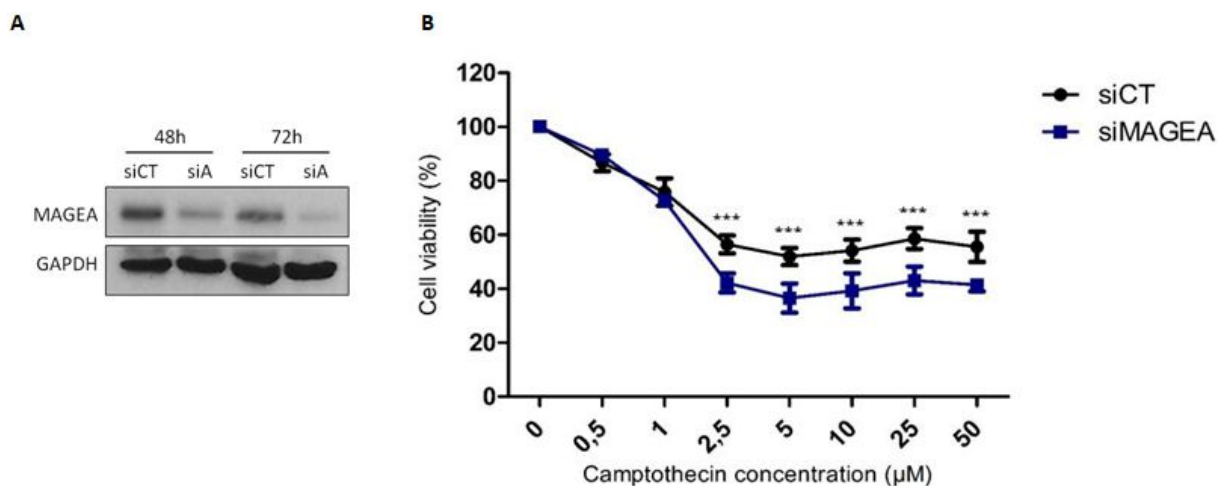 A
48h 72h
siCT siA siCT siA
MAGEA
GAPDH
B
Cell viability (%)
120
100
80
60
40
20
0
*** *** *** *** ***
0 0,5 1 2,5 5 10 25 50
Camptothecin concentration (µM)
siCT
siMAGEA